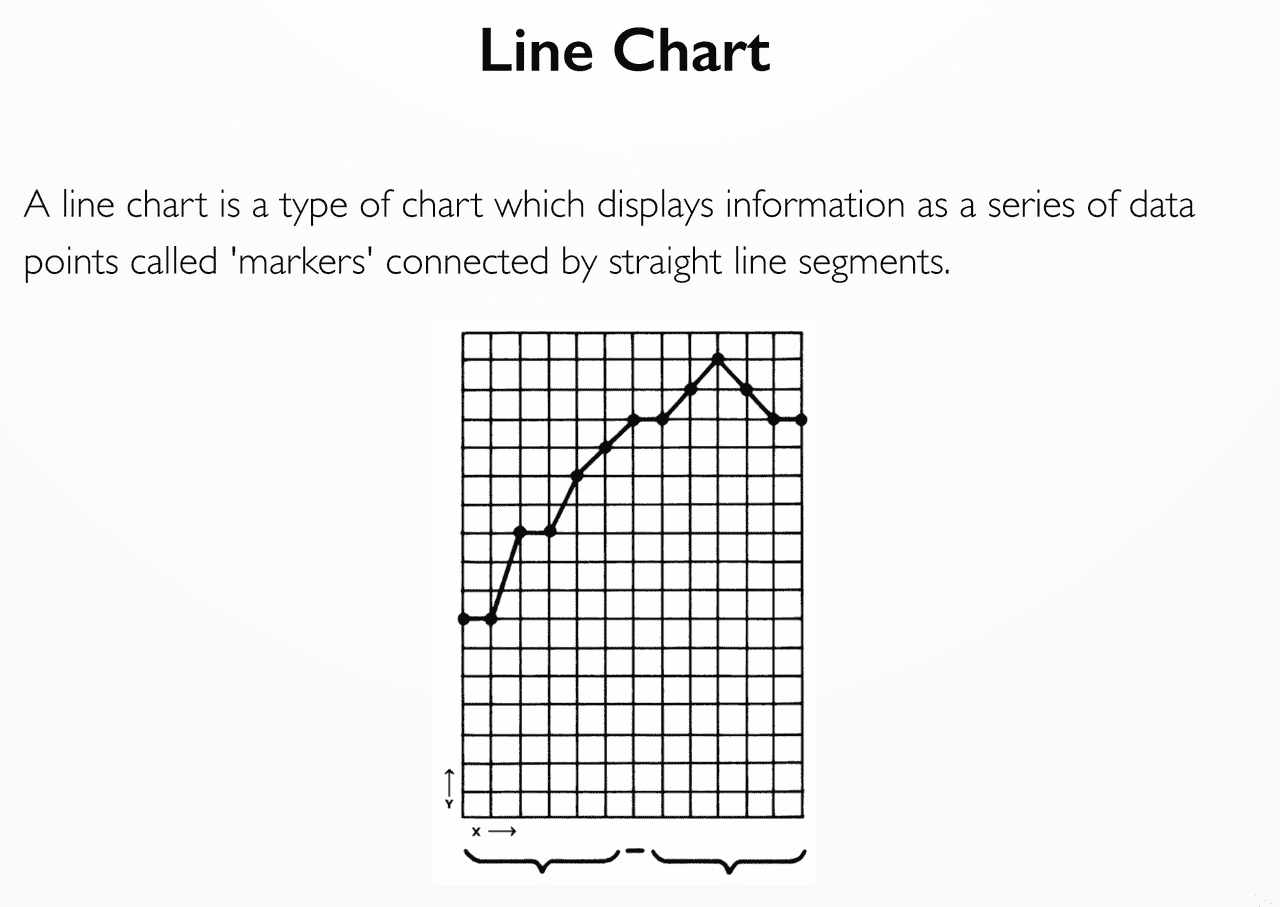 Line Chart
A line chart is a type of chart which displays information as a series of data
points called 'markers' connected by straight line segments.
Y
X